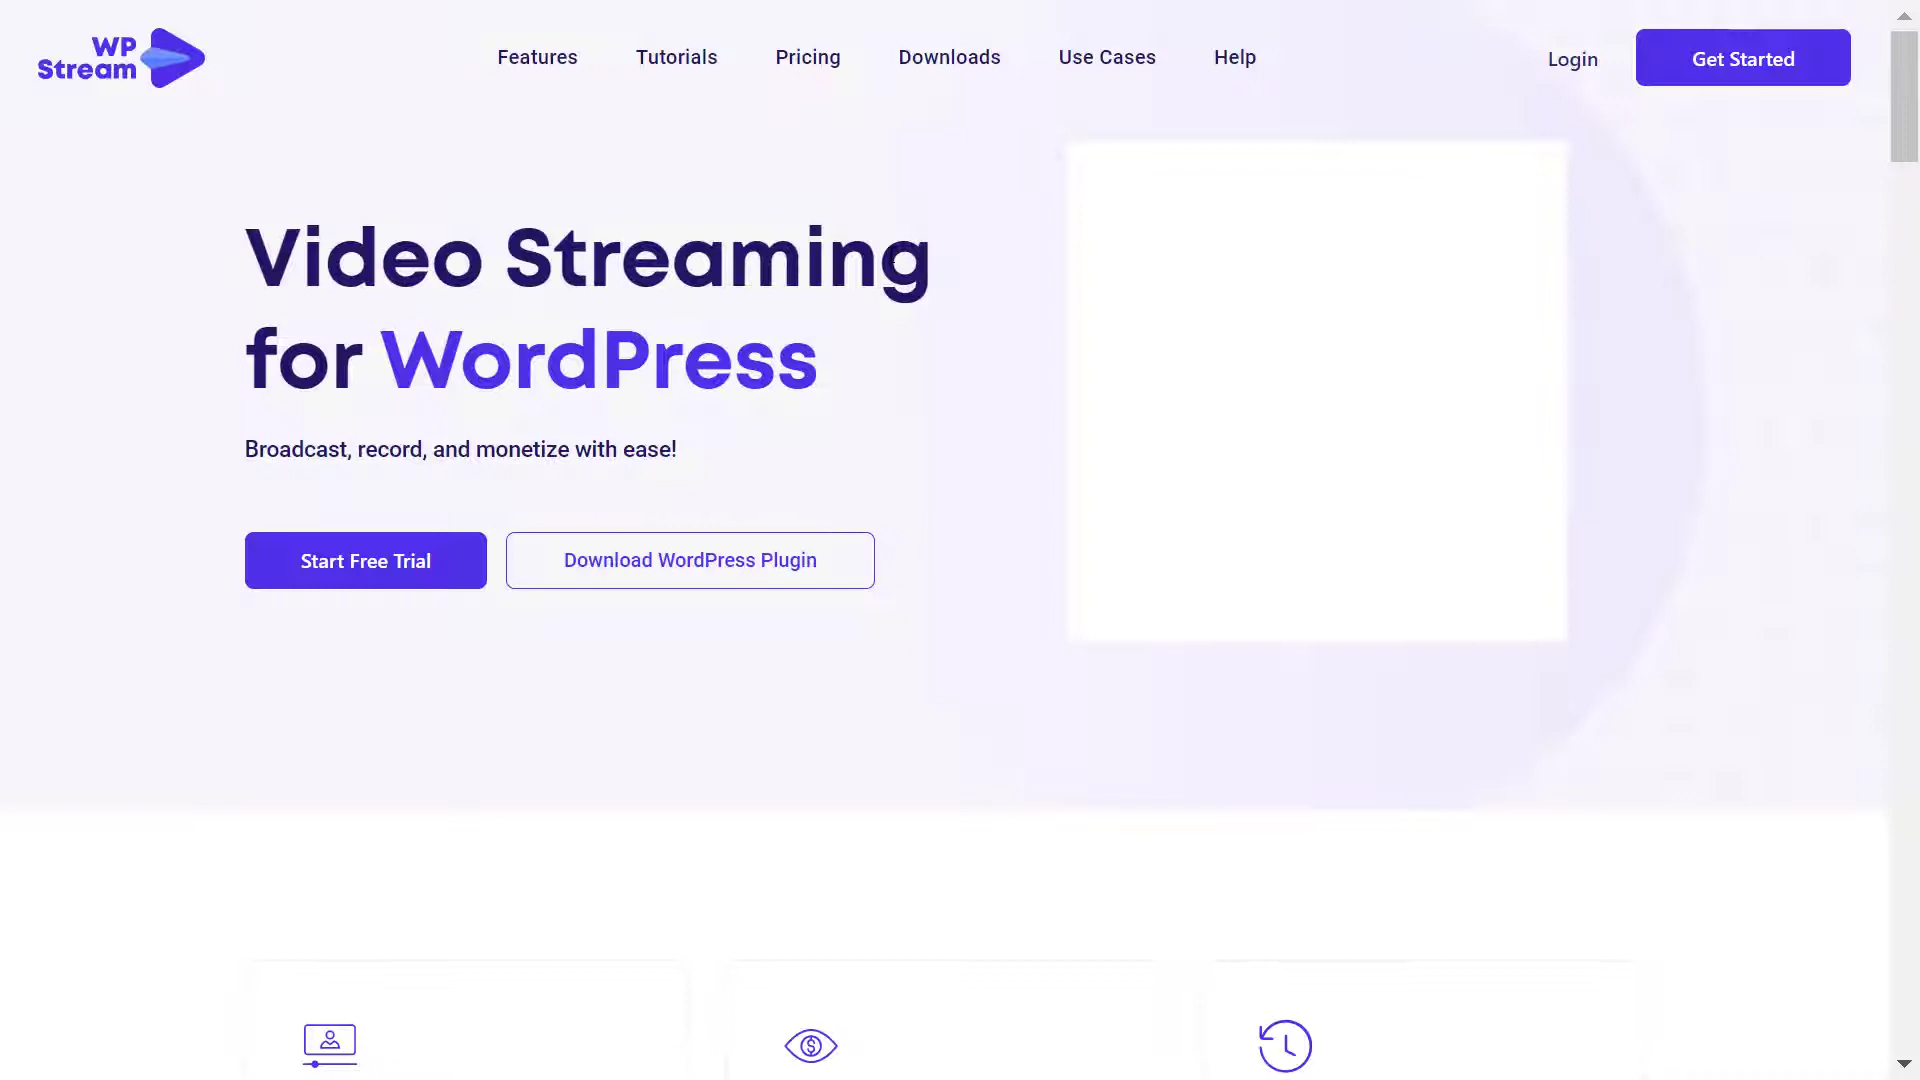 WP
Stream
Features
Tutorials
Pricing
Downloads
Use Cases
Help
Login
Get Started
Video Streaming
for WordPress
Broadcast, record, and monetize with ease!
Start Free Trial
Download WordPress Plugin